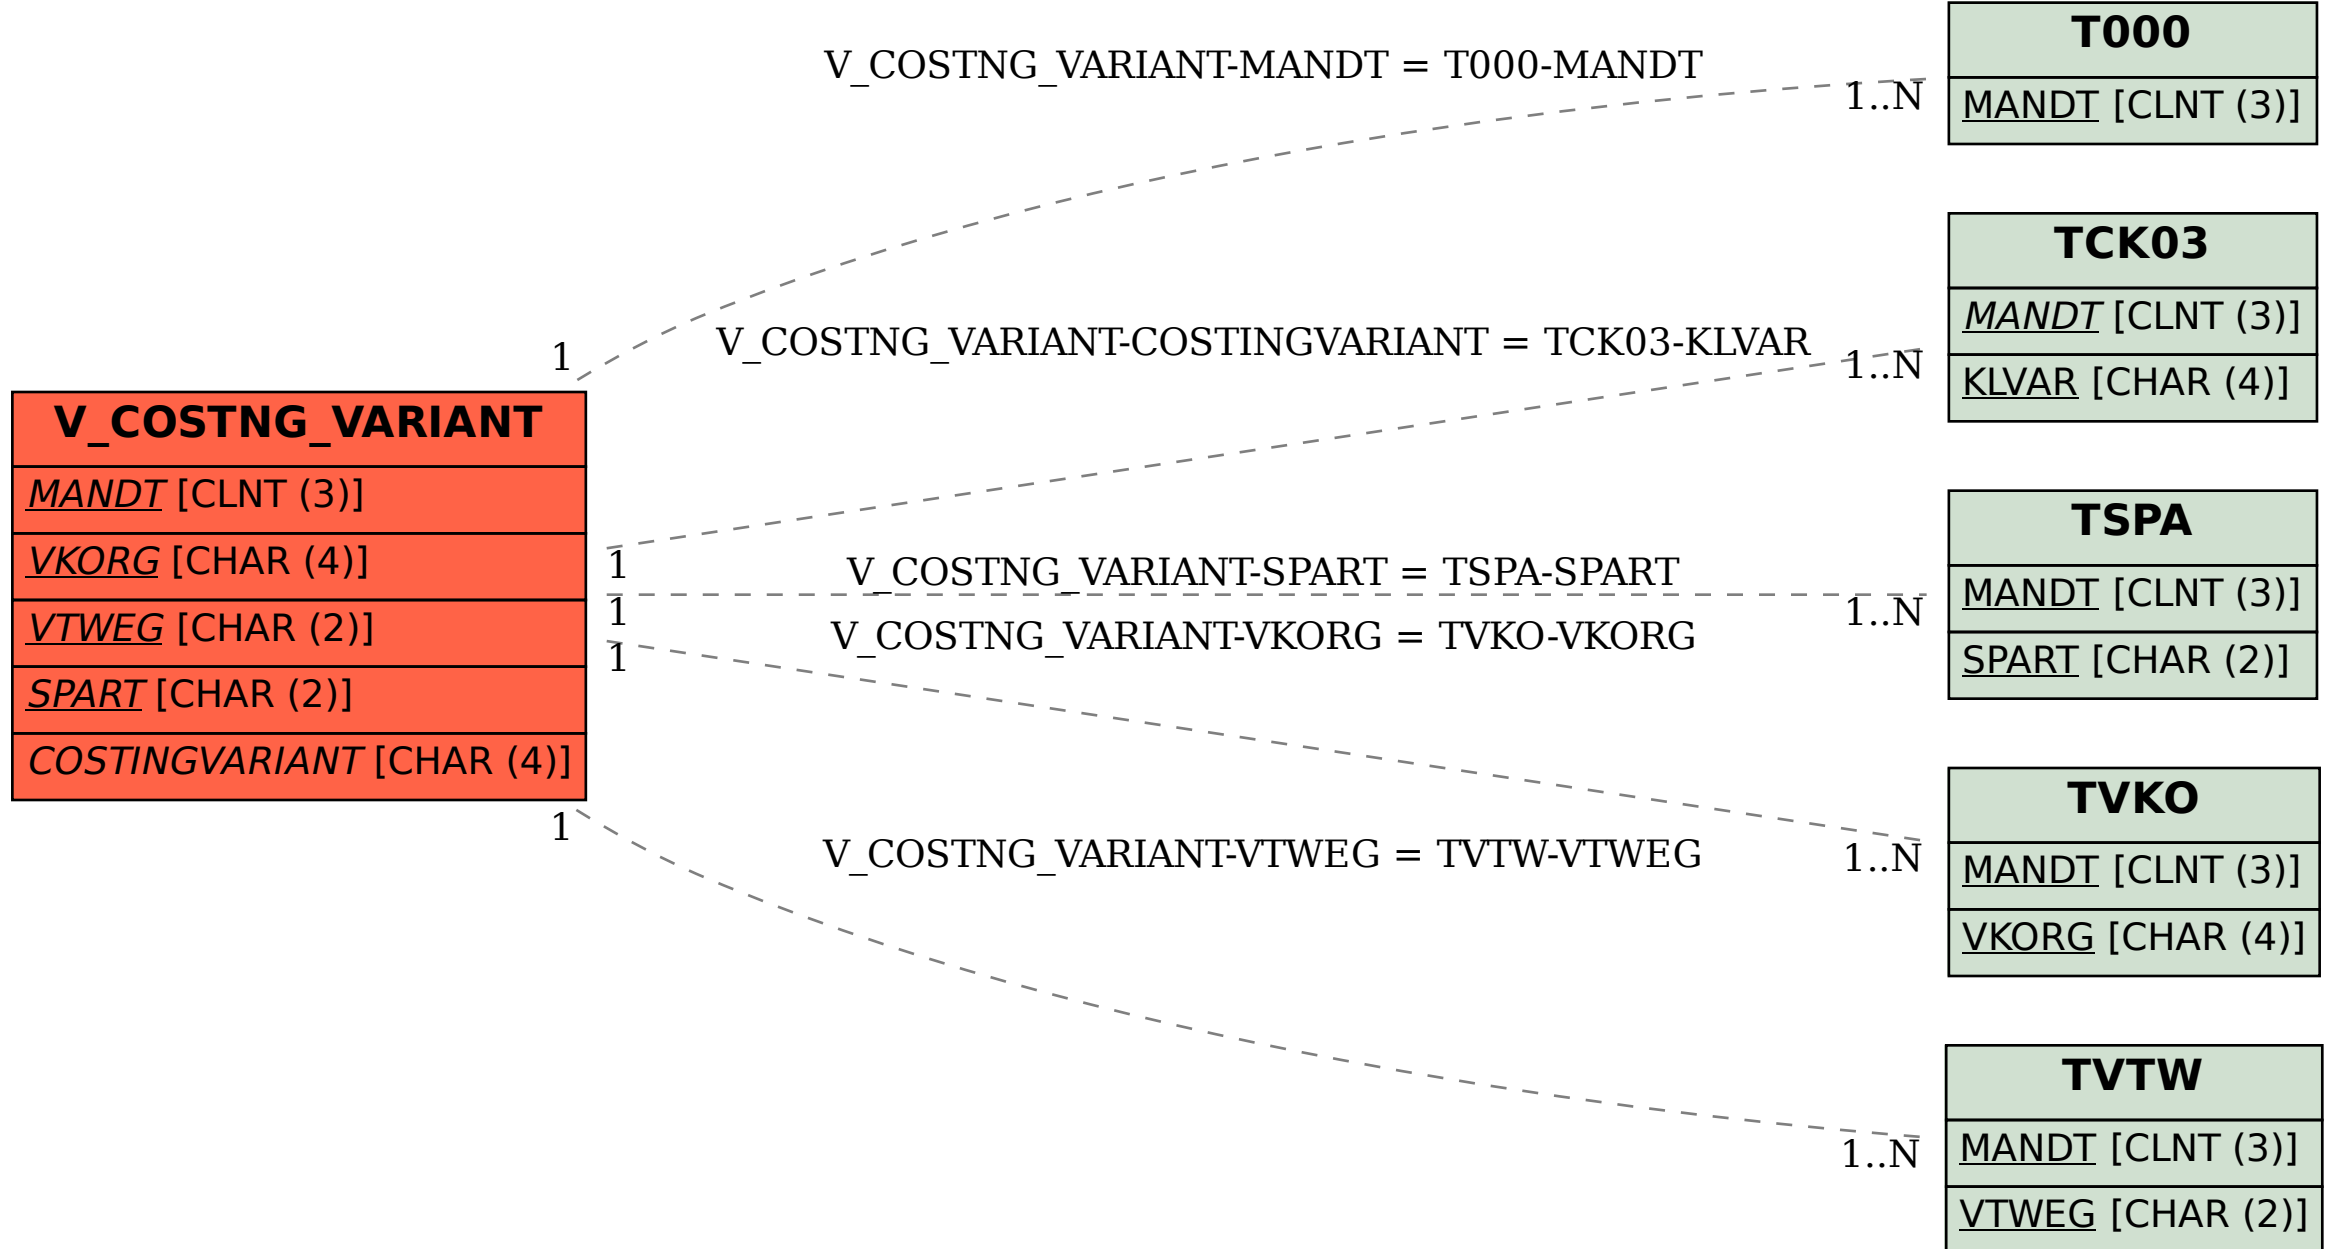 T000
MANDT [CLNT (3)]
V_COSTNG_VARIANT-MANDT = T000-MANDT
1..N
1
TCK03
MANDT [CLNT (3)]
KLVAR [CHAR (4)]
V_COSTNG_VARIANT-COSTINGVARIANT = TCK03-KLVAR
1..N
1
V_COSTNG_VARIANT
MANDT [CLNT (3)]
VKORG [CHAR (4)]
VTWEG [CHAR (2)]
SPART [CHAR (2)]
COSTINGVARIANT [CHAR (4)]
TSPA
MANDT [CLNT (3)]
SPART [CHAR (2)]
V_COSTNG_VARIANT-SPART = TSPA-SPART
1..N
1
V_COSTNG_VARIANT-VKORG = TVKO-VKORG
1..N
1
TVKO
MANDT [CLNT (3)]
VKORG [CHAR (4)]
V_COSTNG_VARIANT-VTWEG = TVTW-VTWEG
1..N
1
TVTW
MANDT [CLNT (3)]
VTWEG [CHAR (2)]